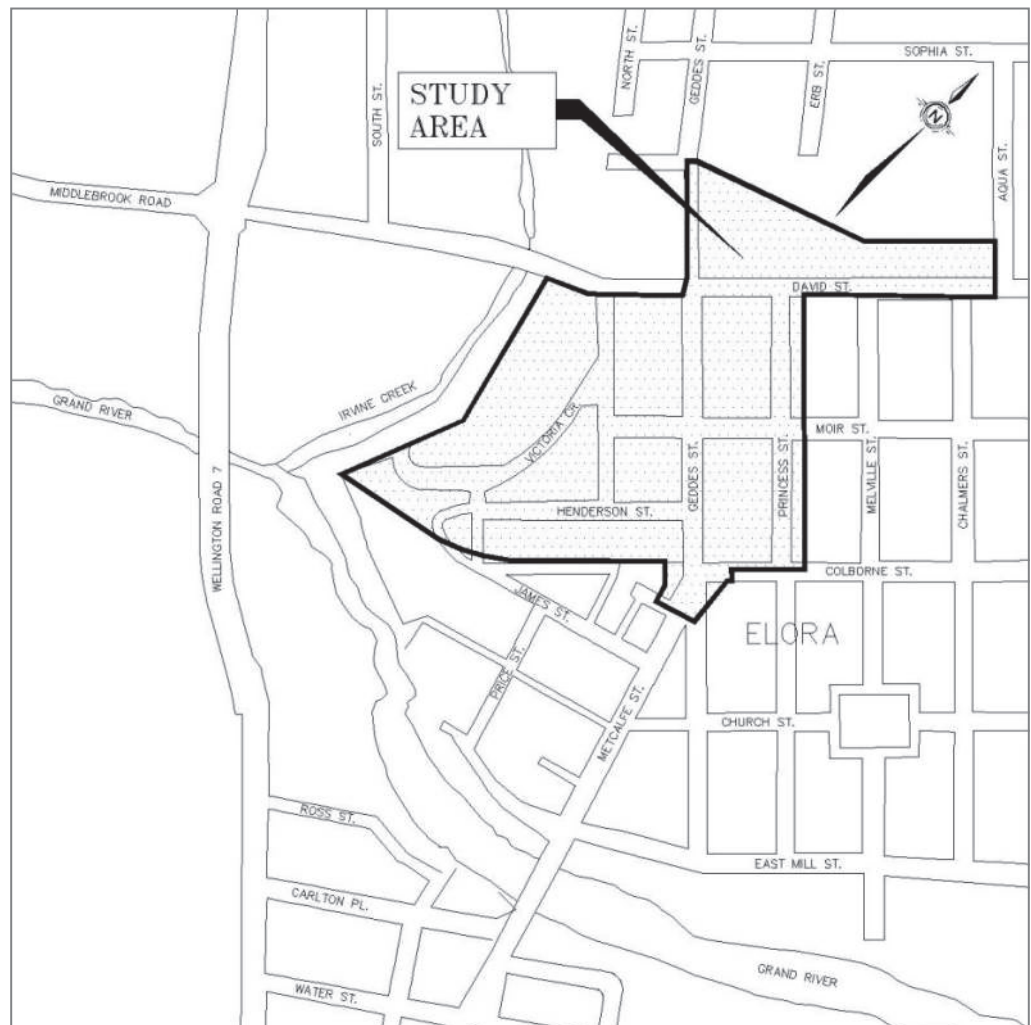 SOPHIA ST.
NORTH ST.
GEDDES ST.
ERB ST.
STUDY
AREA
SOUTH ST.
N
AQUA ST.
MIDDLEBROOK ROAD
DAVID ST.
GRAND RIVER
IRVINE CREEK
VICTORIA CR.
MOIR ST.
GEDDES ST.
PRINCESS ST.
MELVILLE ST.
CHALMERS ST.
WELLINGTON ROAD 7
HENDERSON ST.
COLBORNE ST.
JAMES ST.
ELORA
PRICE ST.
METCALFE ST.
CHURCH ST.
ROSS ST.
EAST MILL ST.
CARLTON PL.
GRAND RIVER
WATER ST.